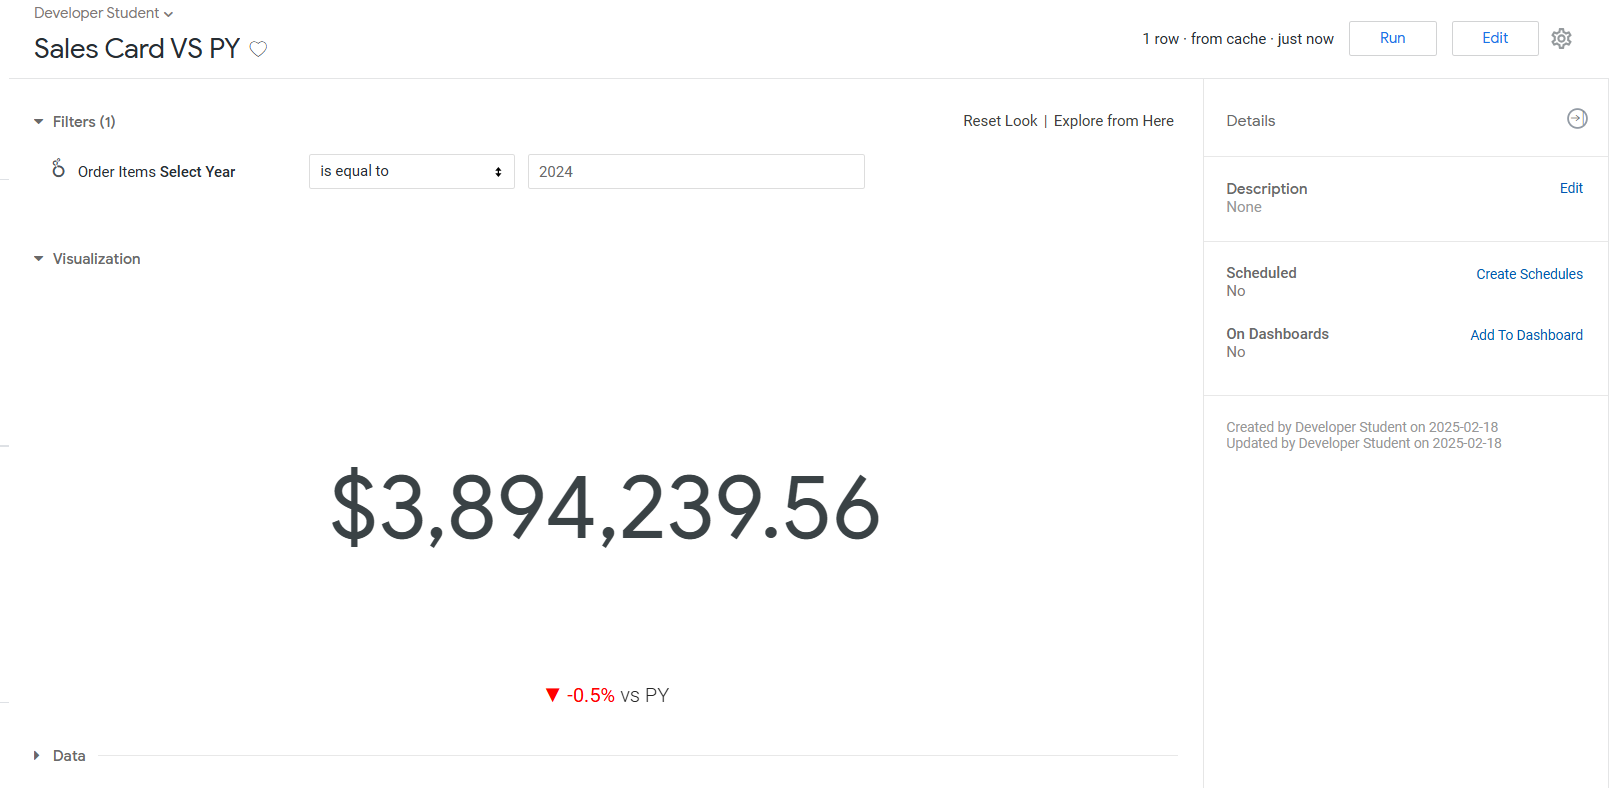 Developer Student
Sales Card VS PY
1 row · from cache · just now
Run
Edit
Filters (1)
Reset Look | Explore from Here
Order Items Select Year
is equal to
2024
Visualization
$3,894,239.56
▼ -0.5% vs PY
Data
Details
Description
Edit
None
Scheduled
Create Schedules
No
On Dashboards
Add To Dashboard
No
Created by Developer Student on 2025-02-18
Updated by Developer Student on 2025-02-18